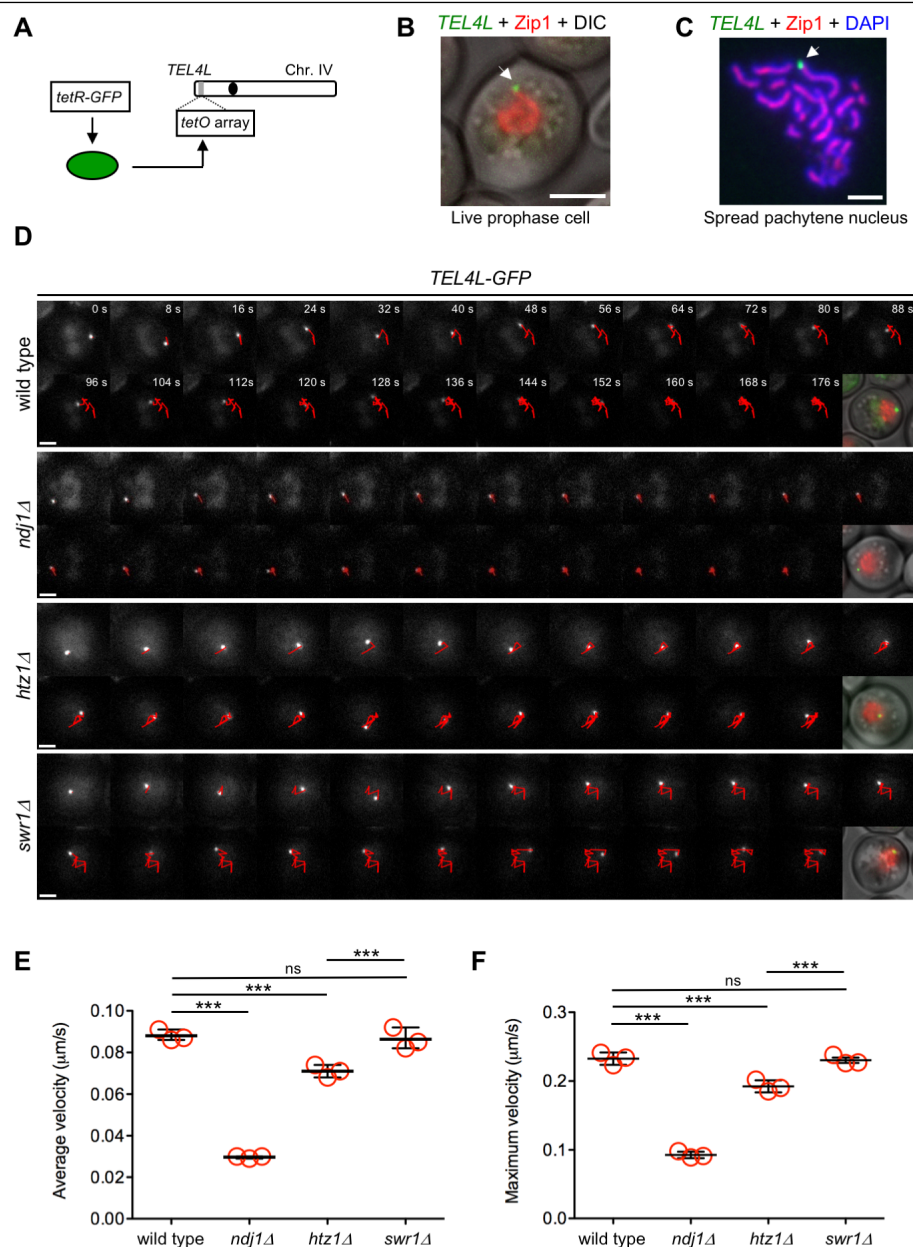 A
TEL4L
Chr. IV
tetR-GFP
tetO array
B
TEL4L + Zip1 + DIC
Live prophase cell
C
TEL4L + Zip1 + DAPI
Spread pachytene nucleus
D
TEL4L-GFP
wild type
0 s 8 s 16 s 24 s 32 s 40 s 48 s 56 s 64 s 72 s 80 s 88 s
96 s 104 s 112s 120 s 128 s 136 s 144 s 152 s 160 s 168 s 176 s
ndj1Δ
htz1Δ
swr1Δ
E
***
ns
***
***
Average velocity (μm/s)
0.10
0.08
0.06
0.04
0.02
0.00
wild type ndj1Δ htz1Δ swr1Δ
F
***
ns
***
***
Maximum velocity (μm/s)
0.3
0.2
0.1
0.0
wild type ndj1Δ htz1Δ swr1Δ